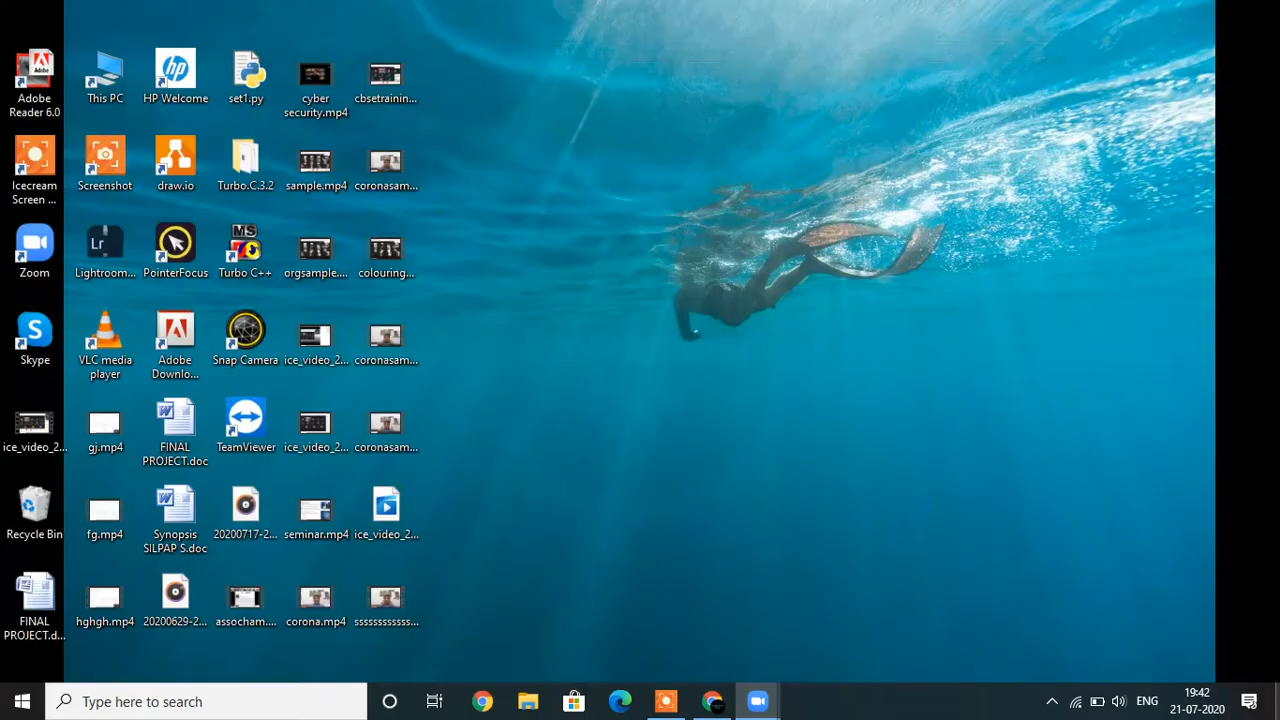 Adobe
Reader 6.0
This PC
HP Welcome
set1.py
cyber
security.mp4
cbsetrainin...
Icecream
Screen ...
Screenshot
draw.io
Turbo.C.3.2
sample.mp4
coronasam...
Zoom
Lightroom...
PointerFocus
Turbo C++
orgsample....
colouring...
Skype
VLC media
player
Adobe
Downlo...
Snap Camera
ice_video_2...
coronasam...
ice_video_2...
gj.mp4
FINAL
PROJECT.doc
TeamViewer
ice_video_2...
coronasam...
Recycle Bin
fg.mp4
Synopsis
SILPAP S.doc
20200717-2...
seminar.mp4
ice_video_2...
FINAL
PROJECT.d...
hghgh.mp4
20200629-2...
assocham....
corona.mp4
sssssssssss...
Type here to search
ENG
19:42
21-07-2020